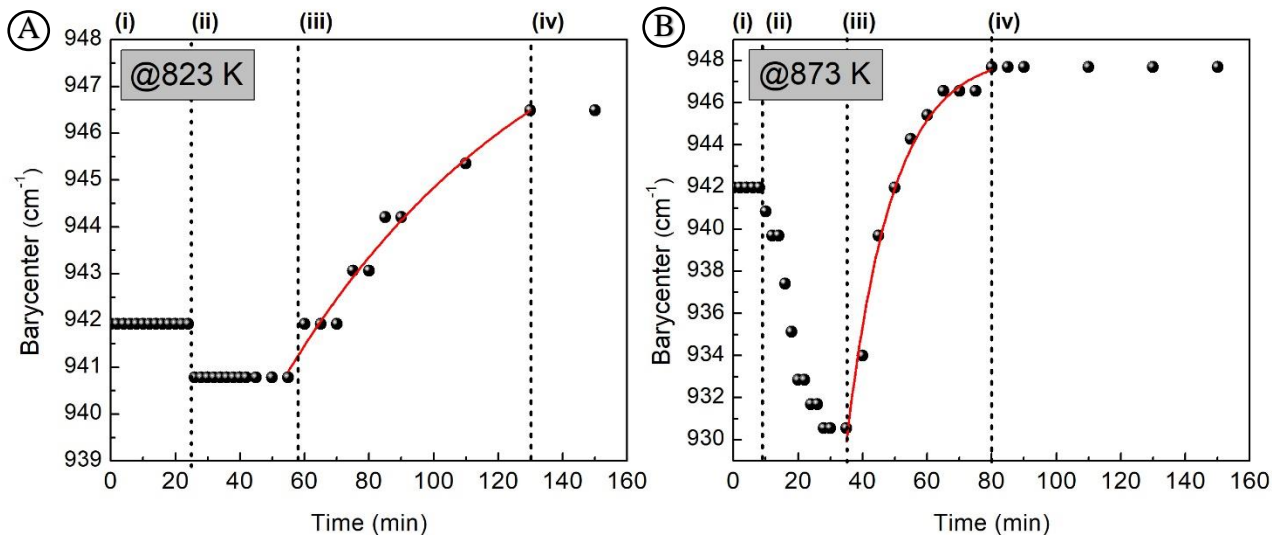 A
(i) (ii) (iii) (iv)
@823 K
948
947
946
945
944
943
942
941
940
939
Barycenter (cm⁻¹)
0 20 40 60 80 100 120 140 160
Time (min)
B
(i) (ii) (iii) (iv)
@873 K
948
946
944
942
940
938
936
934
932
930
Barycenter (cm⁻¹)
0 20 40 60 80 100 120 140 160
Time (min)